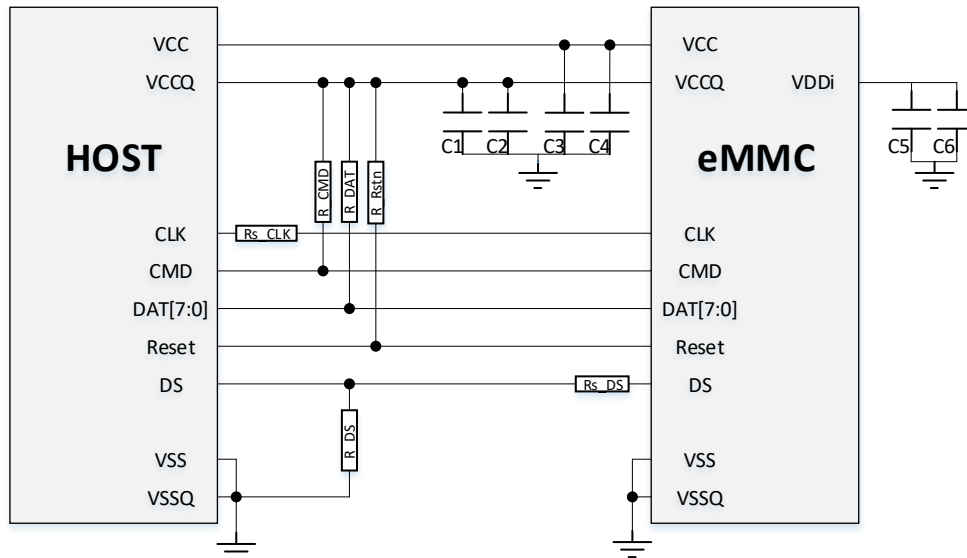 VCC
VCC
VCCQ
VCCQ
VDDi
C1
C2
C3
C4
C5
C6
HOST
eMMC
R_CMD
R_DAT
R_Rstn
CLK
Rs_CLK
CLK
CMD
CMD
DAT[7:0]
DAT[7:0]
Reset
Reset
DS
Rs_DS
DS
R_DS
VSS
VSS
VSSQ
VSSQ